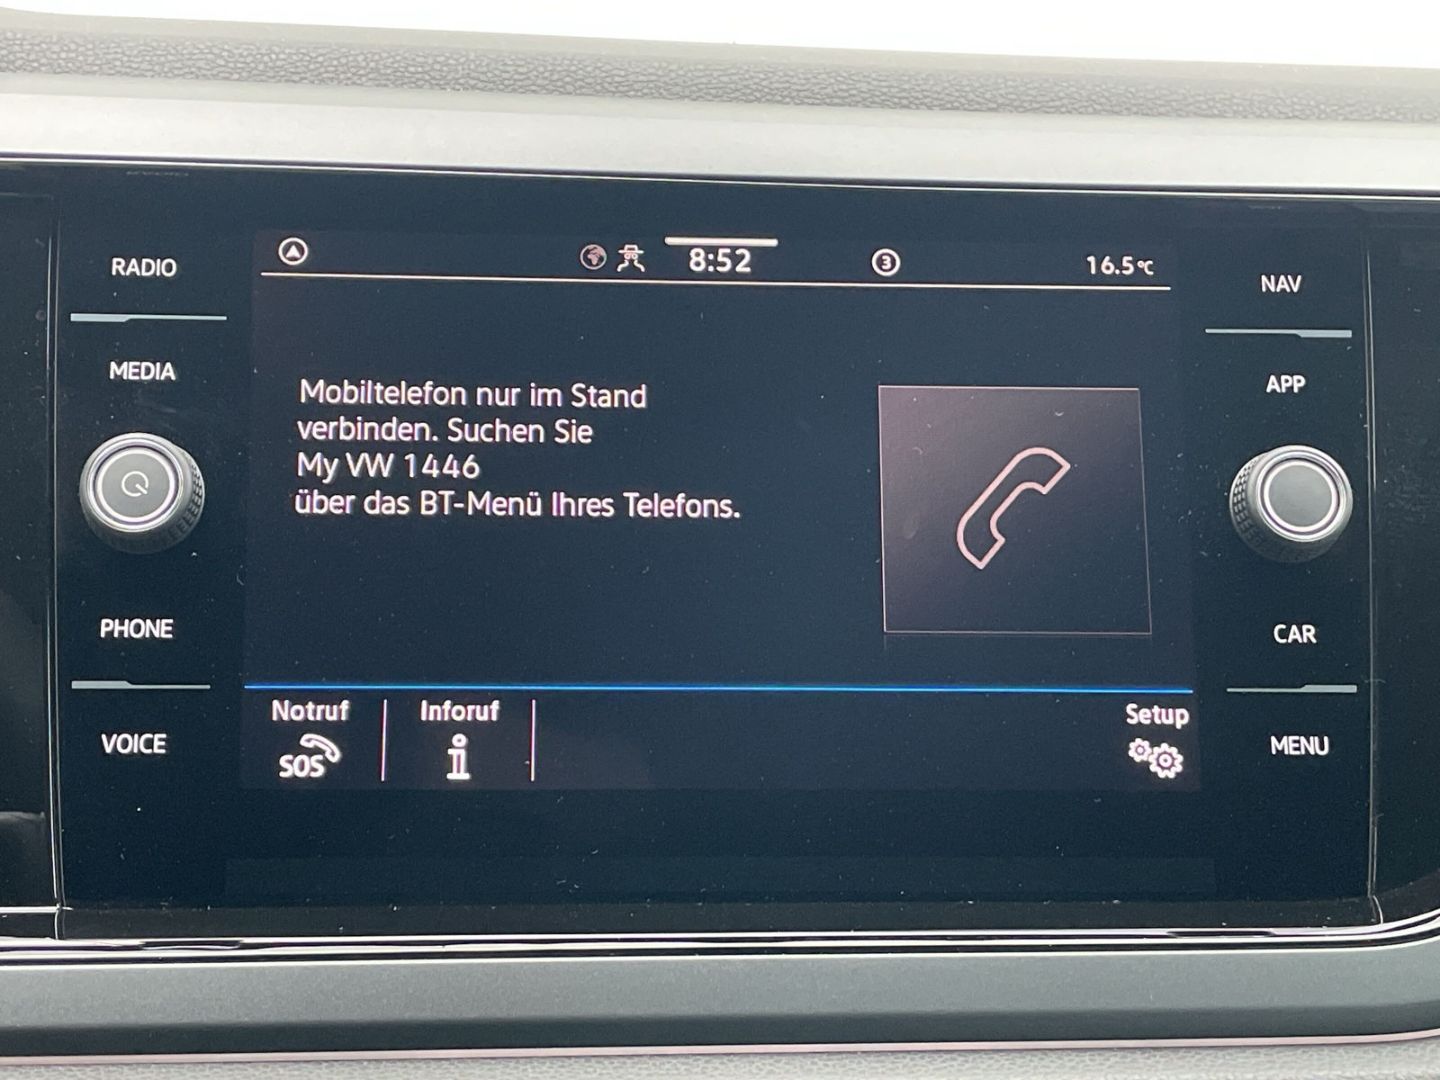 RADIO
MEDIA
PHONE
VOICE
8:52
3
16.5°C
Mobiltelefon nur im Stand
verbinden. Suchen Sie
My VW 1446
über das BT-Menü Ihres Telefons.
Notruf
SOS
Inforuf
i
Setup
NAV
APP
CAR
MENU